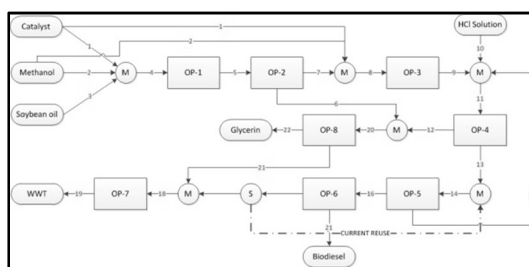 Catalyst
1
HCl Solution
2
10
1
Methanol
2
M
4
OP-1
5
OP-2
7
M
8
OP-3
9
M
3
6
11
Soybean oil
Glycerin
22
OP-8
20
M
12
OP-4
21
13
WWT
19
OP-7
18
M
S
OP-6
16
OP-5
14
M
21
CURRENT REUSE
Biodiesel